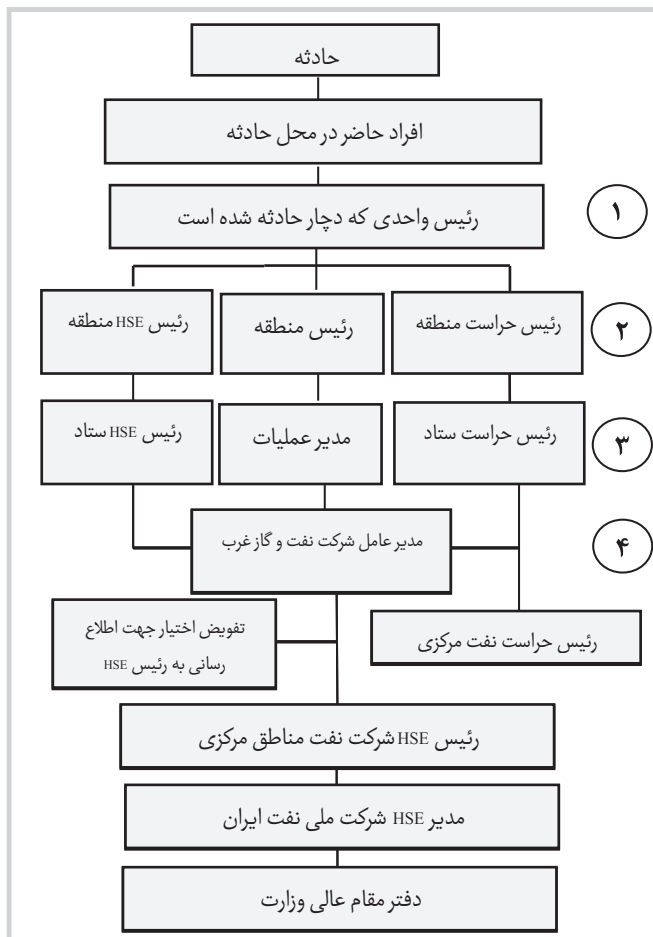 حادثه
افراد حاضر در محل حادثه
رئیس واحدی که دچار حادثه شده است
۱
رئیس حراست منطقه
رئیس منطقه
رئیس HSE منطقه
۲
رئیس حراست ستاد
مدیر عملیات
رئیس HSE ستاد
۳
مدیر عامل شرکت نفت و گاز غرب
۴
رئیس حراست نفت مرکزی
تفویض اختیار جهت اطلاع
رسانی به رئیس HSE
رئیس HSE شرکت نفت مناطق مرکزی
مدیر HSE شرکت ملی نفت ایران
دفتر مقام عالی وزارت